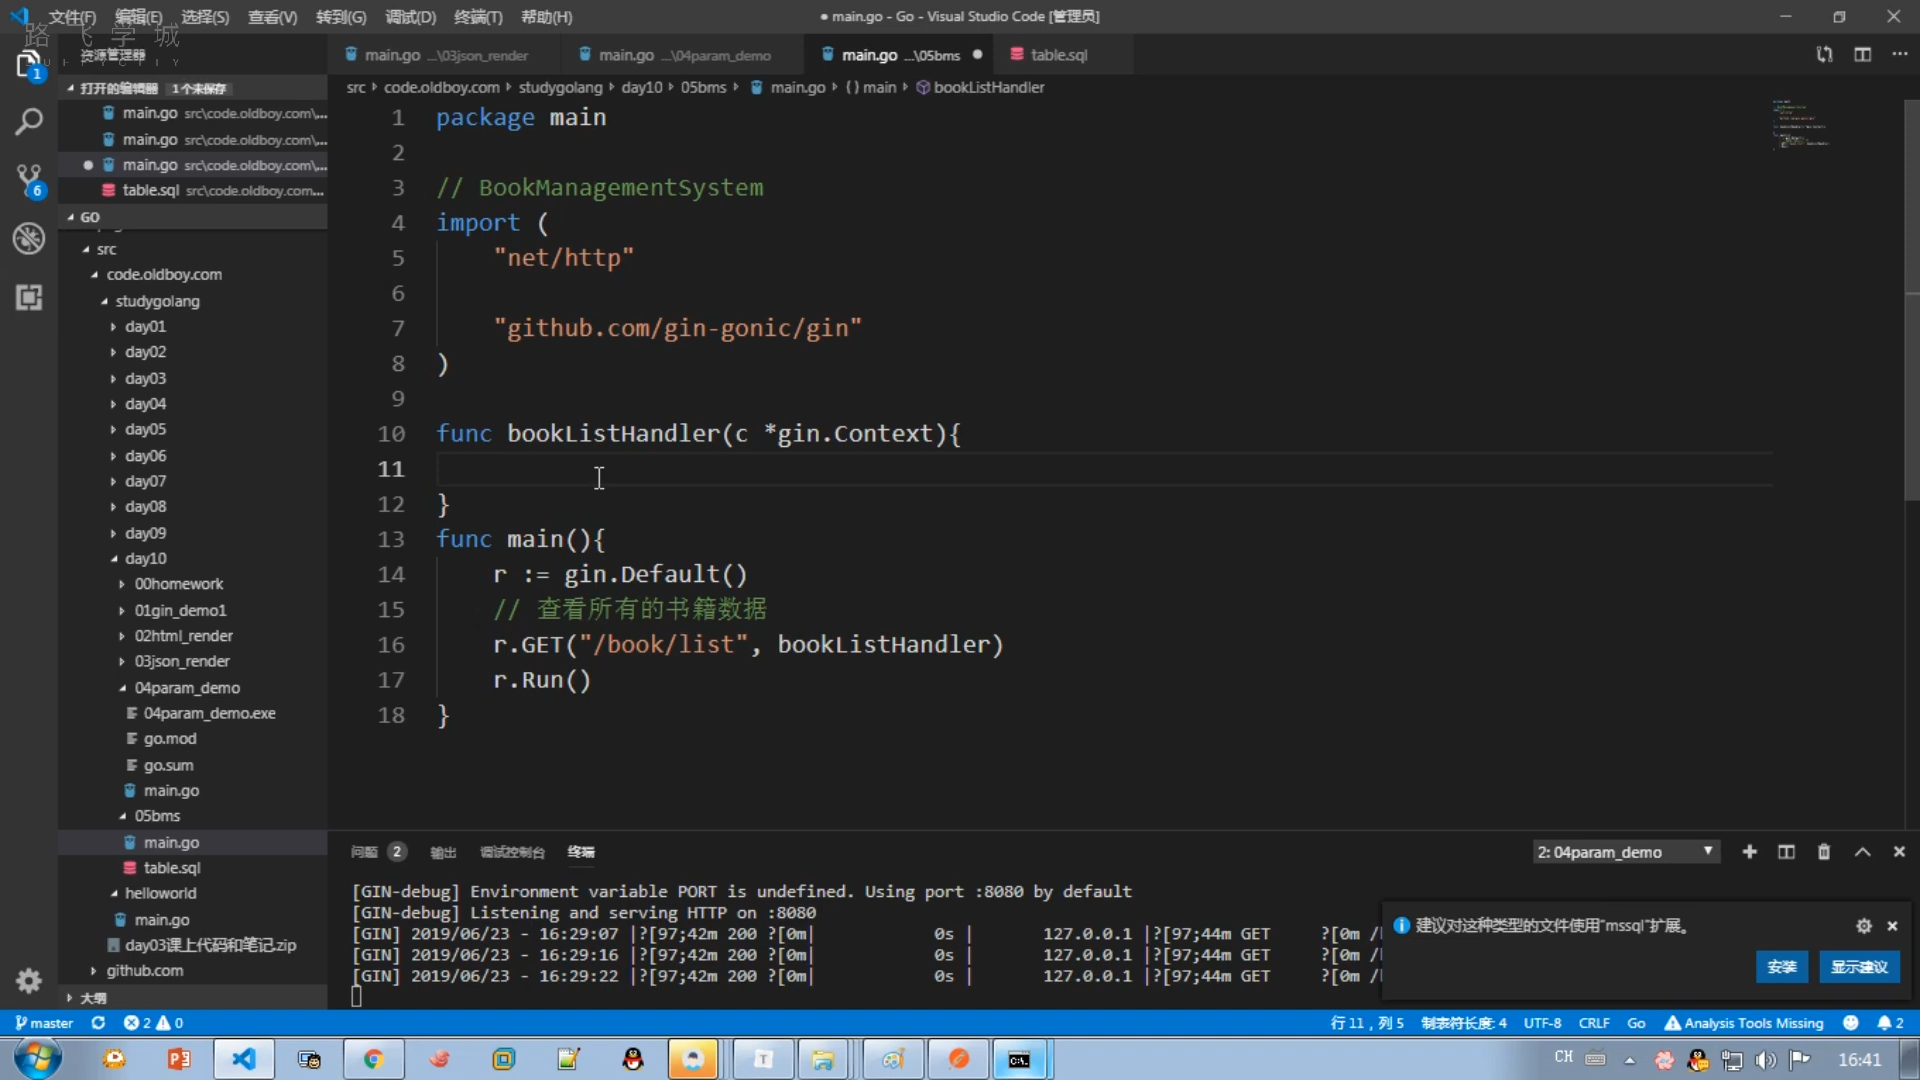 文件(F) 编辑(E) 选择(S) 查看(V) 转到(G) 调试(D) 终端(T) 帮助(H)
● main.go - Go - Visual Studio Code [管理员]
路飞学城
资源管理器
main.go ...\03json_render
main.go ...\04param_demo
main.go ...\05bms ●
table.sql
打开的编辑器 1 个未保存
main.go src\code.oldboy.com\...
main.go src\code.oldboy.com\...
● main.go src\code.oldboy.com\...
table.sql src\code.oldboy.com...
GO
src
code.oldboy.com
studygolang
day01
day02
day03
day04
day05
day06
day07
day08
day09
day10
00homework
01gin_demo1
02html_render
03json_render
04param_demo
04param_demo.exe
go.mod
go.sum
main.go
05bms
main.go
table.sql
helloworld
main.go
day03课上代码和笔记.zip
github.com
大纲
1
6
src ▸ code.oldboy.com ▸ studygolang ▸ day10 ▸ 05bms ▸ main.go ▸ {} main ▸ bookListHandler
1 package main
2
3 // BookManagementSystem
4 import (
5 "net/http"
6
7 "github.com/gin-gonic/gin"
8 )
9
10 func bookListHandler(c *gin.Context){
11
12 }
13 func main(){
14 r := gin.Default()
15 // 查看所有的书籍数据
16 r.GET("/book/list", bookListHandler)
17 r.Run()
18 }
问题 2 输出 调试控制台 终端
2: 04param_demo
[GIN-debug] Environment variable PORT is undefined. Using port :8080 by default
[GIN-debug] Listening and serving HTTP on :8080
[GIN] 2019/06/23 - 16:29:07 |?[97;42m 200 ?[0m| 0s | 127.0.0.1 |?[97;44m GET ?[0m /
[GIN] 2019/06/23 - 16:29:16 |?[97;42m 200 ?[0m| 0s | 127.0.0.1 |?[97;44m GET ?[0m /
[GIN] 2019/06/23 - 16:29:22 |?[97;42m 200 ?[0m| 0s | 127.0.0.1 |?[97;44m GET ?[0m /
建议对这种类型的文件使用"mssql"扩展。
安装 显示建议
master 2 0
行 11，列 5 制表符长度: 4 UTF-8 CRLF Go Analysis Tools Missing 2
CH 16:41